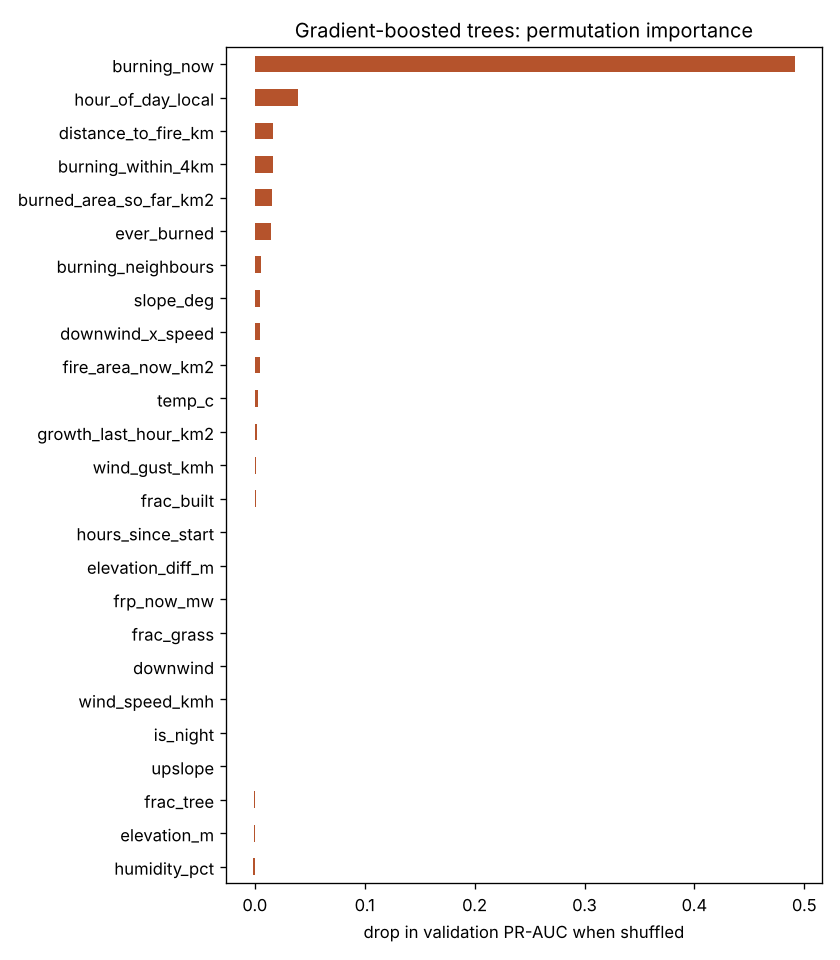 Gradient-boosted trees: permutation importance
burning_now
hour_of_day_local
distance_to_fire_km
burning_within_4km
burned_area_so_far_km2
ever_burned
burning_neighbours
slope_deg
downwind_x_speed
fire_area_now_km2
temp_c
growth_last_hour_km2
wind_gust_kmh
frac_built
hours_since_start
elevation_diff_m
frp_now_mw
frac_grass
downwind
wind_speed_kmh
is_night
upslope
frac_tree
elevation_m
humidity_pct
0.0 0.1 0.2 0.3 0.4 0.5
drop in validation PR-AUC when shuffled